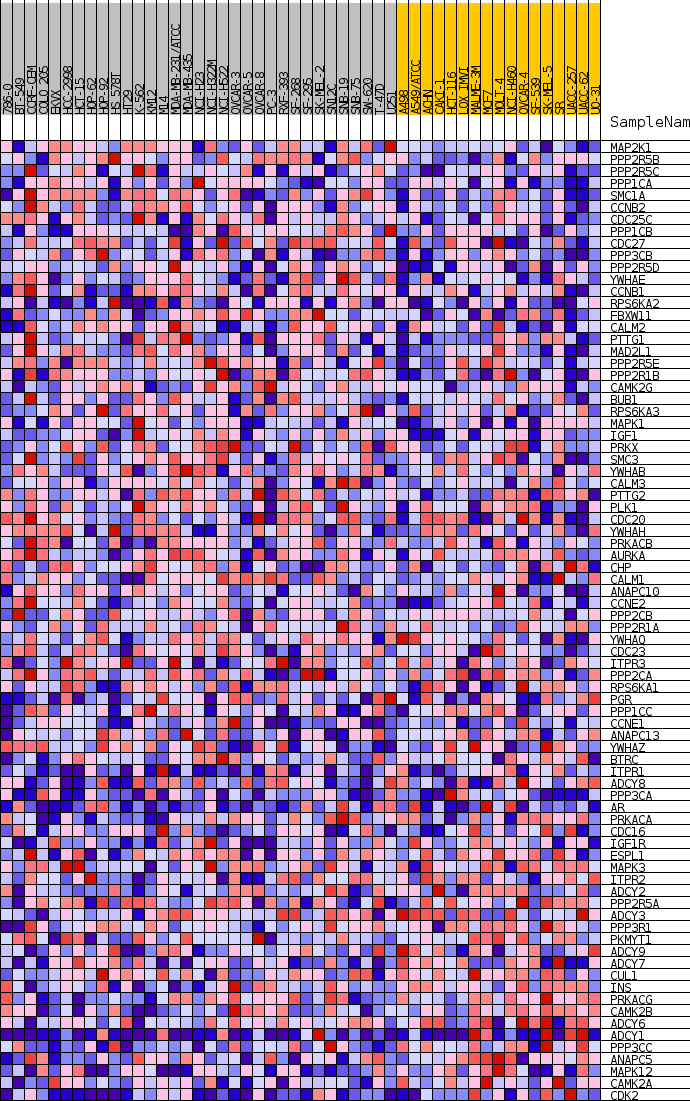 786-0
BT-549
CCRF-CEM
COLO 205
EKVX
HCC-2998
HCT-15
HOP-62
HOP-92
HS 578T
HT29
K-562
KM12
M14
MDA-MB-231/ATCC
MDA-MB-435
NCI-H23
NCI-H322M
NCI-H522
OVCAR-3
OVCAR-5
OVCAR-8
PC-3
RXF-393
SF-268
SF-295
SK-MEL-2
SN12C
SNB-19
SNB-75
SW-620
T-47D
U251
A498
A549/ATCC
ACHN
CAKI-1
HCT-116
LOX IMVI
MALME-3M
MCF7
MOLT-4
NCI-H460
OVCAR-4
SF-539
SK-MEL-5
SR
UACC-257
UACC-62
UO-31
SampleNam
MAP2K1
PPP2R5B
PPP2R5C
PPP1CA
SMC1A
CCNB2
CDC25C
PPP1CB
CDC27
PPP3CB
PPP2R5D
YWHAE
CCNB1
RPS6KA2
FBXW11
CALM2
PTTG1
MAD2L1
PPP2R5E
PPP2R1B
CAMK2G
BUB1
RPS6KA3
MAPK1
IGF1
PRKX
SMC3
YWHAB
CALM3
PTTG2
PLK1
CDC20
YWHAH
PRKACB
AURKA
CHP
CALM1
ANAPC10
CCNE2
PPP2CB
PPP2R1A
YWHAQ
CDC23
ITPR3
PPP2CA
RPS6KA1
PGR
PPP1CC
CCNE1
ANAPC13
YWHAZ
BTRC
ITPR1
ADCY8
PPP3CA
AR
PRKACA
CDC16
IGF1R
ESPL1
MAPK3
ITPR2
ADCY2
PPP2R5A
ADCY3
PPP3R1
PKMYT1
ADCY9
ADCY7
CUL1
INS
PRKACG
CAMK2B
ADCY6
ADCY1
PPP3CC
ANAPC5
MAPK12
CAMK2A
CDK2